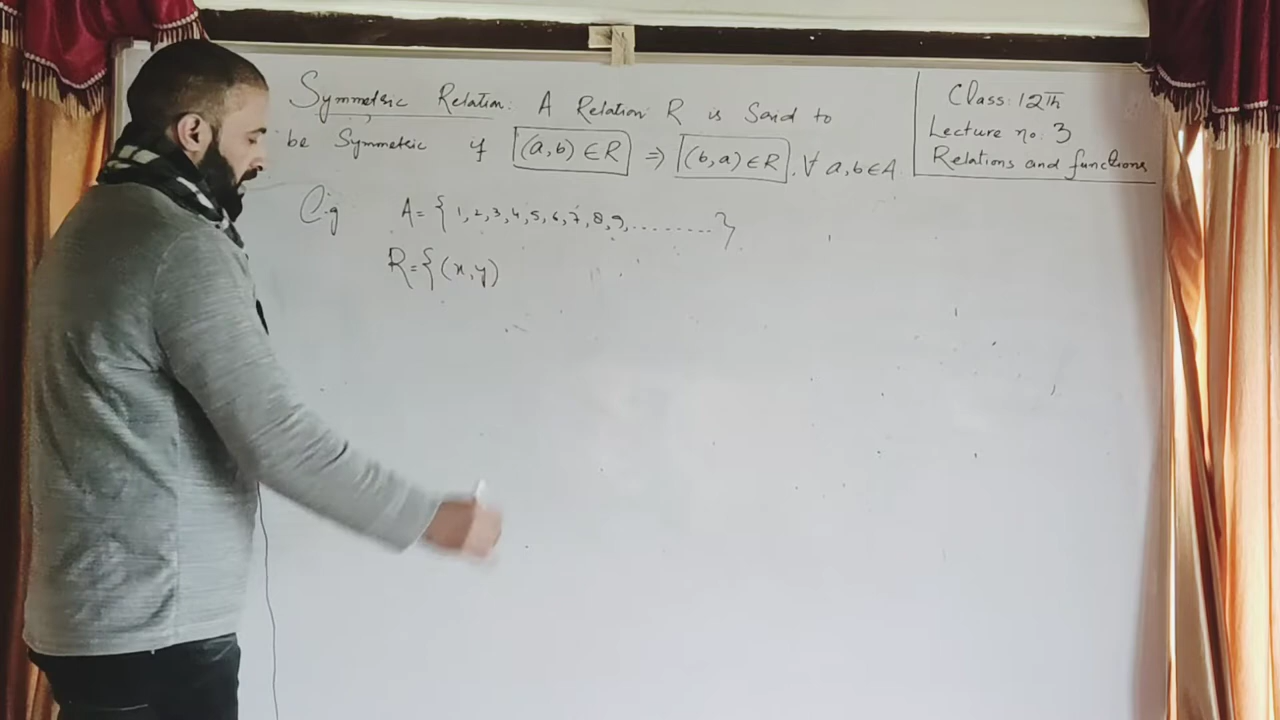 Symmetric Relation: A Relation R is Said to
be Symmetric if (a,b) ∈ R ⇒ (b,a) ∈ R. ∀ a,b ∈ A.
Class: 12th
Lecture no: 3
Relations and functions
Eig A = { 1, 2, 3, 4, 5, 6, 7, 8, 9, ......... }
R = { (x, y)